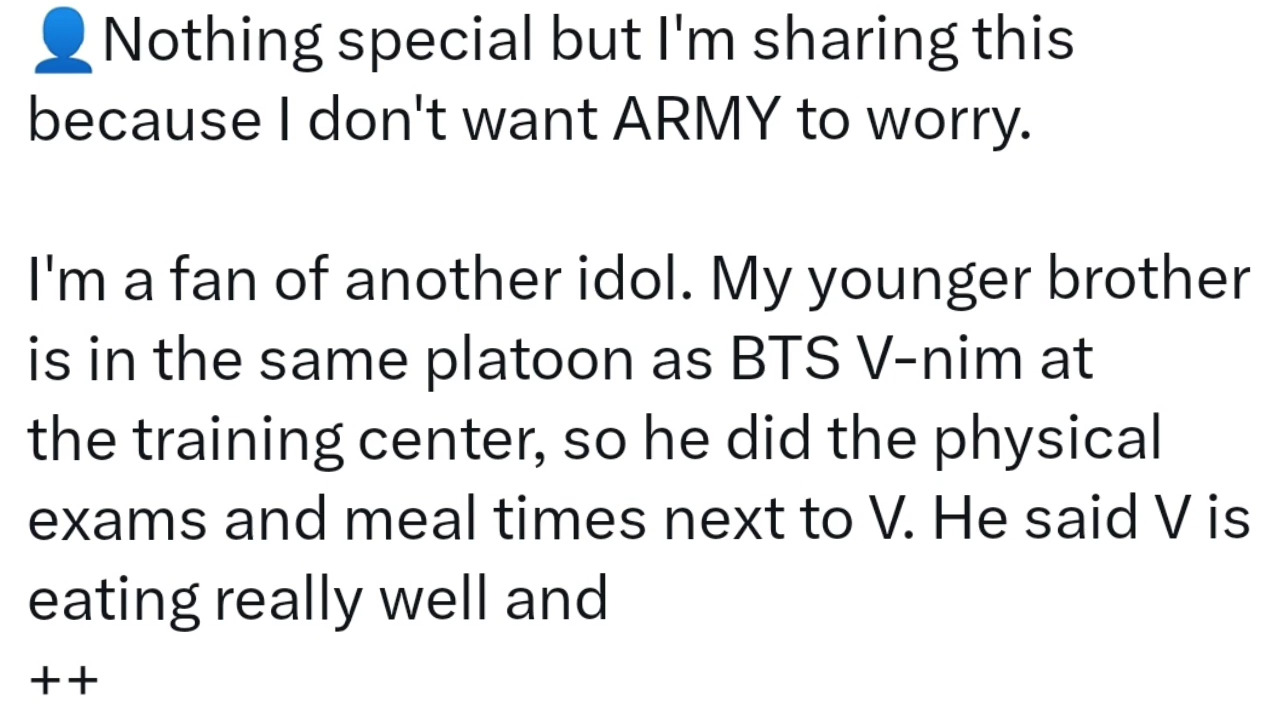 👤Nothing special but I'm sharing this
because I don't want ARMY to worry.
I'm a fan of another idol. My younger brother
is in the same platoon as BTS V-nim at
the training center, so he did the physical
exams and meal times next to V. He said V is
eating really well and
++